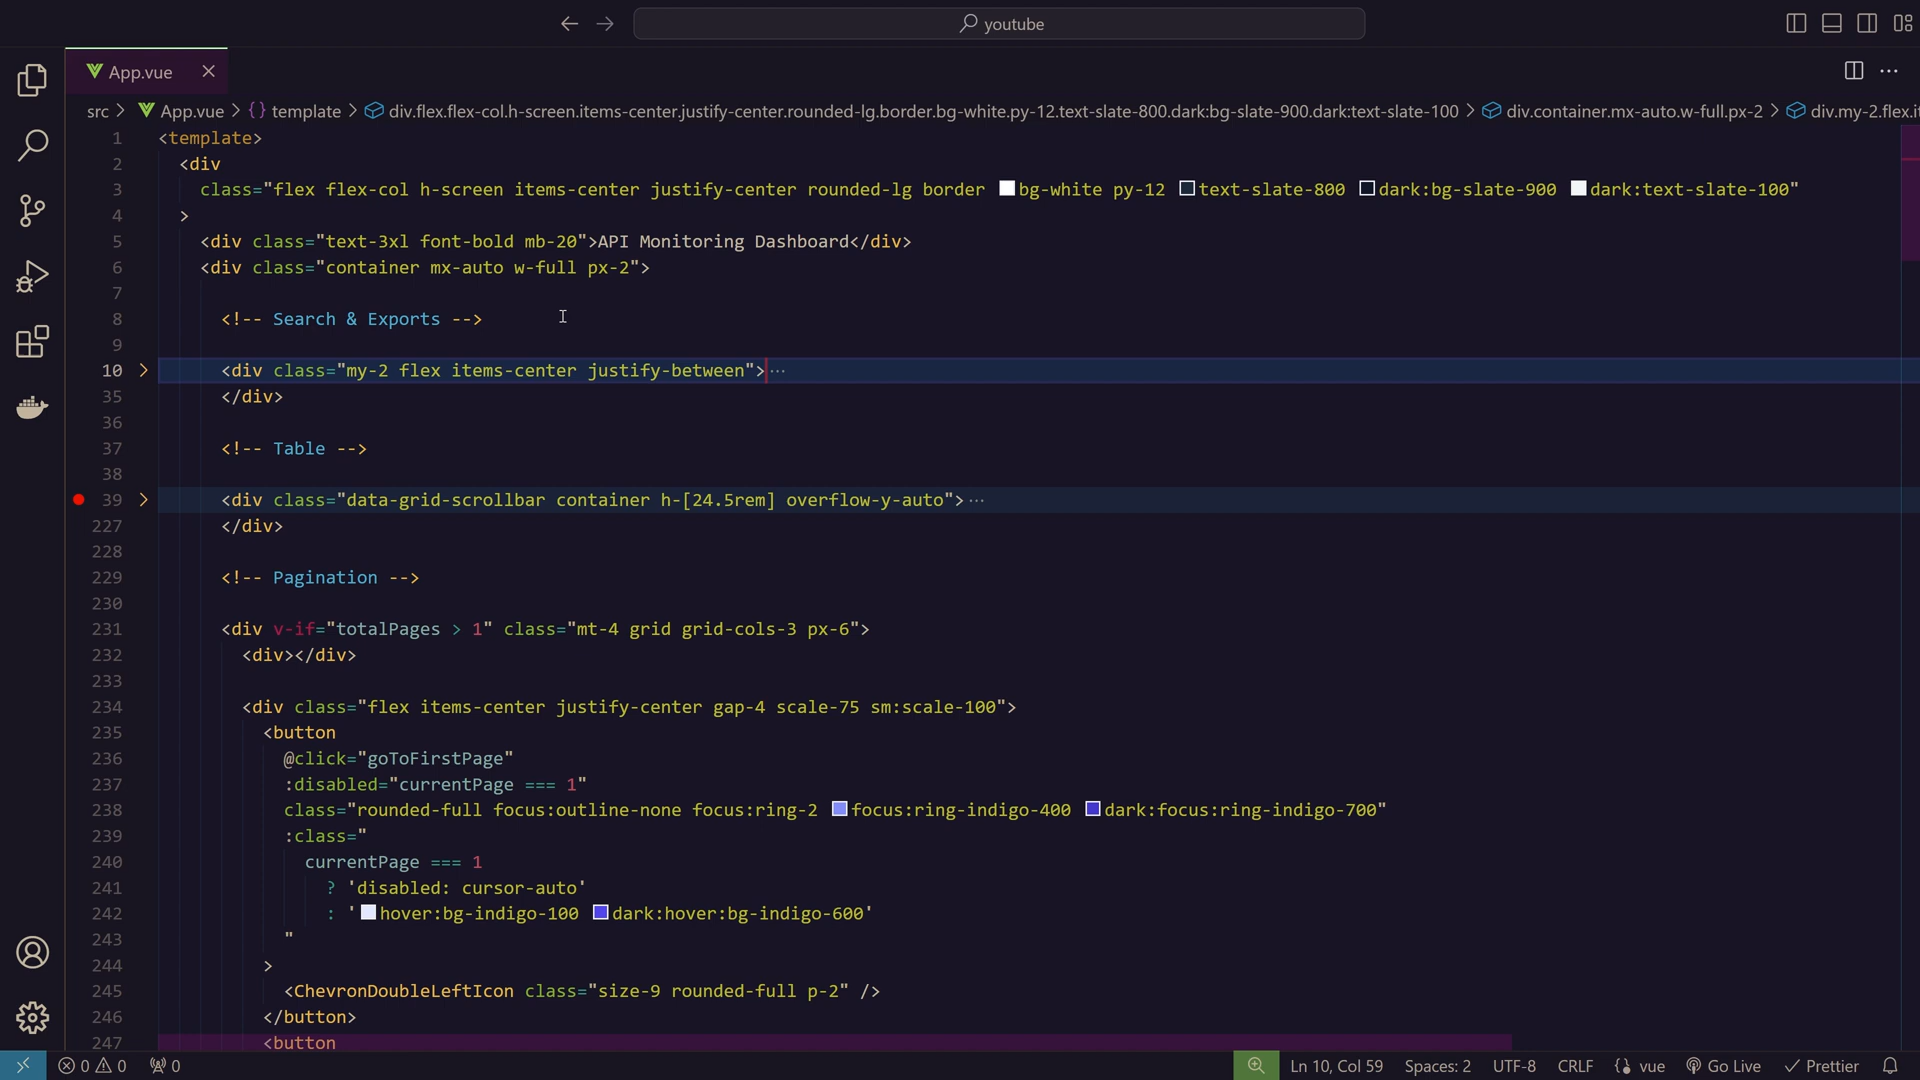 youtube
App.vue
src > App.vue > {} template > div.flex.flex-col.h-screen.items-center.justify-center.rounded-lg.border.bg-white.py-12.text-slate-800.dark:bg-slate-900.dark:text-slate-100 > div.container.mx-auto.w-full.px-2 > div.my-2.flex.it
1 <template>
2 <div
3 class="flex flex-col h-screen items-center justify-center rounded-lg border bg-white py-12 text-slate-800 dark:bg-slate-900 dark:text-slate-100"
4 >
5 <div class="text-3xl font-bold mb-20">API Monitoring Dashboard</div>
6 <div class="container mx-auto w-full px-2">
7
8 <!-- Search & Exports -->
9
10 <div class="my-2 flex items-center justify-between">···
35 </div>
36
37 <!-- Table -->
38
39 <div class="data-grid-scrollbar container h-[24.5rem] overflow-y-auto">···
227 </div>
228
229 <!-- Pagination -->
230
231 <div v-if="totalPages > 1" class="mt-4 grid grid-cols-3 px-6">
232 <div></div>
233
234 <div class="flex items-center justify-center gap-4 scale-75 sm:scale-100">
235 <button
236 @click="goToFirstPage"
237 :disabled="currentPage === 1"
238 class="rounded-full focus:outline-none focus:ring-2 focus:ring-indigo-400 dark:focus:ring-indigo-700"
239 :class="
240 currentPage === 1
241 ? 'disabled: cursor-auto'
242 : 'hover:bg-indigo-100 dark:hover:bg-indigo-600'
243 "
244 >
245 <ChevronDoubleLeftIcon class="size-9 rounded-full p-2" />
246 </button>
247 <button
0 0 0 Ln 10, Col 59 Spaces: 2 UTF-8 CRLF vue Go Live Prettier